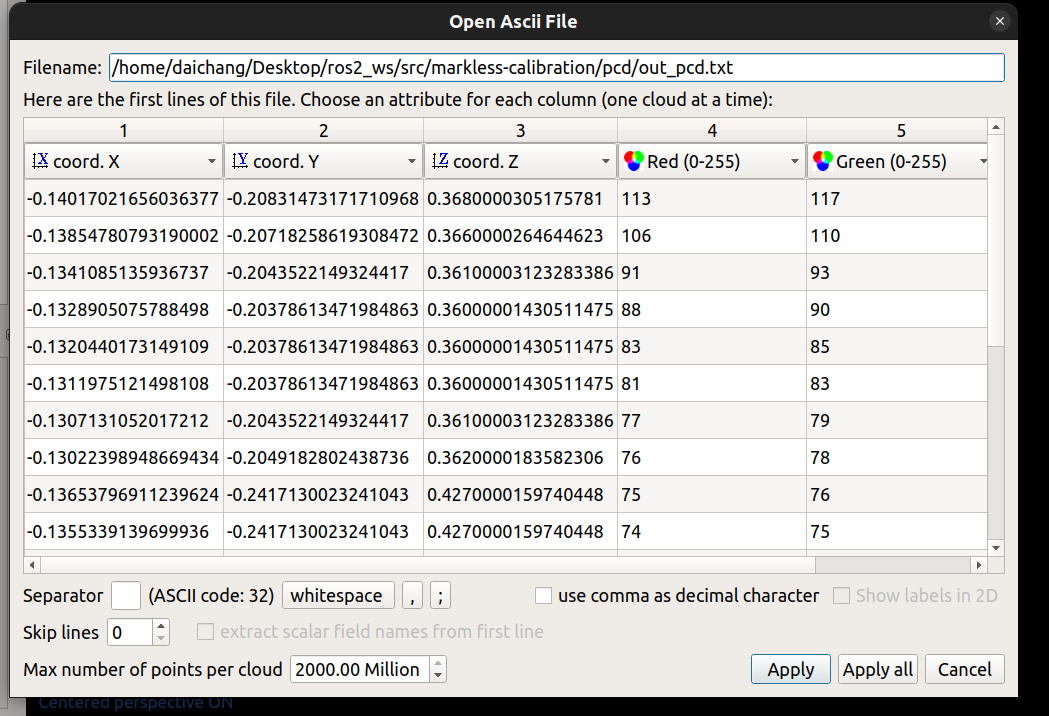 Open Ascii File
Filename: /home/daichang/Desktop/ros2_ws/src/markless-calibration/pcd/out_pcd.txt
Here are the first lines of this file. Choose an attribute for each column (one cloud at a time):
1 2 3 4 5
X coord. X Y coord. Y Z coord. Z Red (0-255) Green (0-255)
-0.14017021656036377 -0.20831473171710968 0.3680000305175781 113 117
-0.13854780793190002 -0.20718258619308472 0.3660000264644623 106 110
-0.1341085135936737 -0.2043522149324417 0.36100003123283386 91 93
-0.1328905075788498 -0.20378613471984863 0.36000001430511475 88 90
-0.1320440173149109 -0.20378613471984863 0.36000001430511475 83 85
-0.1311975121498108 -0.20378613471984863 0.36000001430511475 81 83
-0.1307131052017212 -0.2043522149324417 0.36100003123283386 77 79
-0.13022398948669434 -0.2049182802438736 0.3620000183582306 76 78
-0.13653796911239624 -0.2417130023241043 0.4270000159740448 75 76
-0.1355339139699936 -0.2417130023241043 0.4270000159740448 74 75
Separator (ASCII code: 32) whitespace , ; use comma as decimal character Show labels in 2D
Skip lines 0 extract scalar field names from first line
Max number of points per cloud 2000.00 Million Apply Apply all Cancel
Centered perspective ON